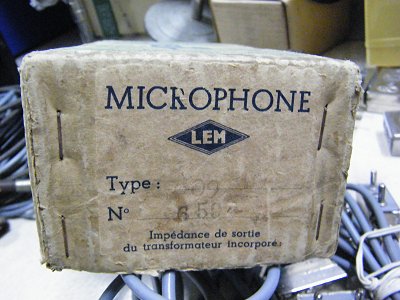 MICROPHONE
LEM
Type :
N°
Impédance de sortie
du transformateur incorporé :